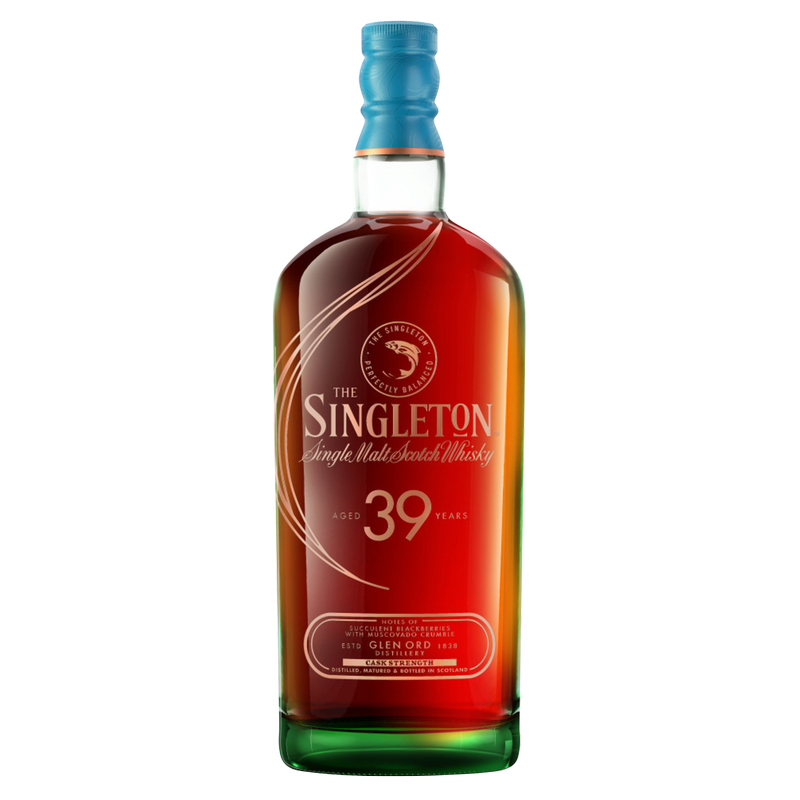 THE SINGLETON
PERFECTLY BALANCED
THE
SINGLETON
Single Malt Scotch Whisky
AGED 39 YEARS
NOTES OF
SUCCULENT BLACKBERRIES
WITH MUSCOVADO CRUMBLE
ESTD GLEN ORD 1838
DISTILLERY
CASK STRENGTH
DISTILLED, MATURED & BOTTLED IN SCOTLAND